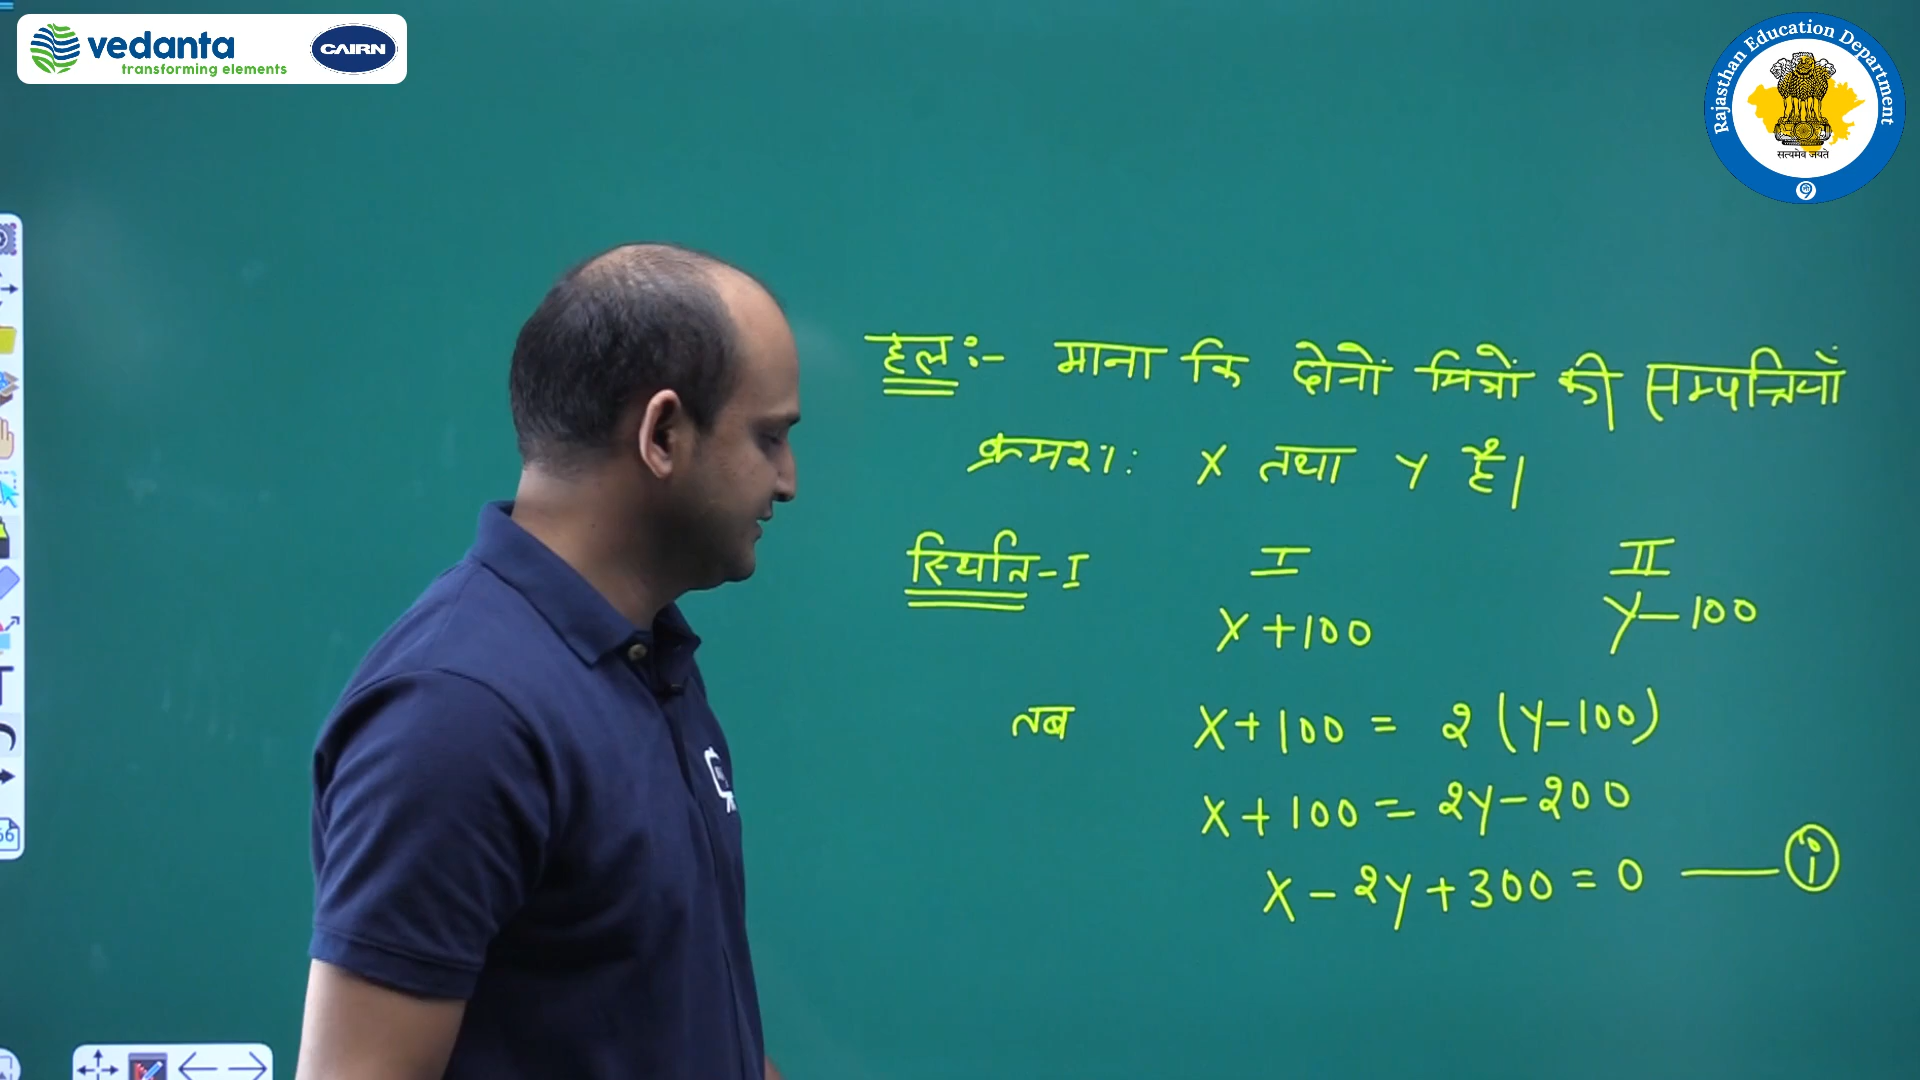 vedanta
transforming elements
CAIRN
Rajasthan Education Department
सत्यमेव जयते
हल :- माना कि दोनों मित्रों की सम्पत्तियाँ
क्रमशः x तथा y है।
स्थिति-I I II
x+100 y-100
तब x+100 = 2(y-100)
x+100 = 2y-200
x-2y+300=0 — (i)